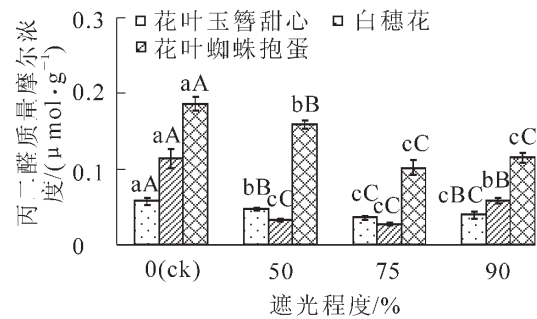 花叶玉簪甜心 白穗花
花叶蜘蛛抱蛋
丙二醛质量摩尔浓
度/(μmol·g⁻¹)
0.3
0.2
0.1
0
aA aA aA
bB cC bB
cC cC cC
cBC bB cC
0(ck) 50 75 90
遮光程度/%